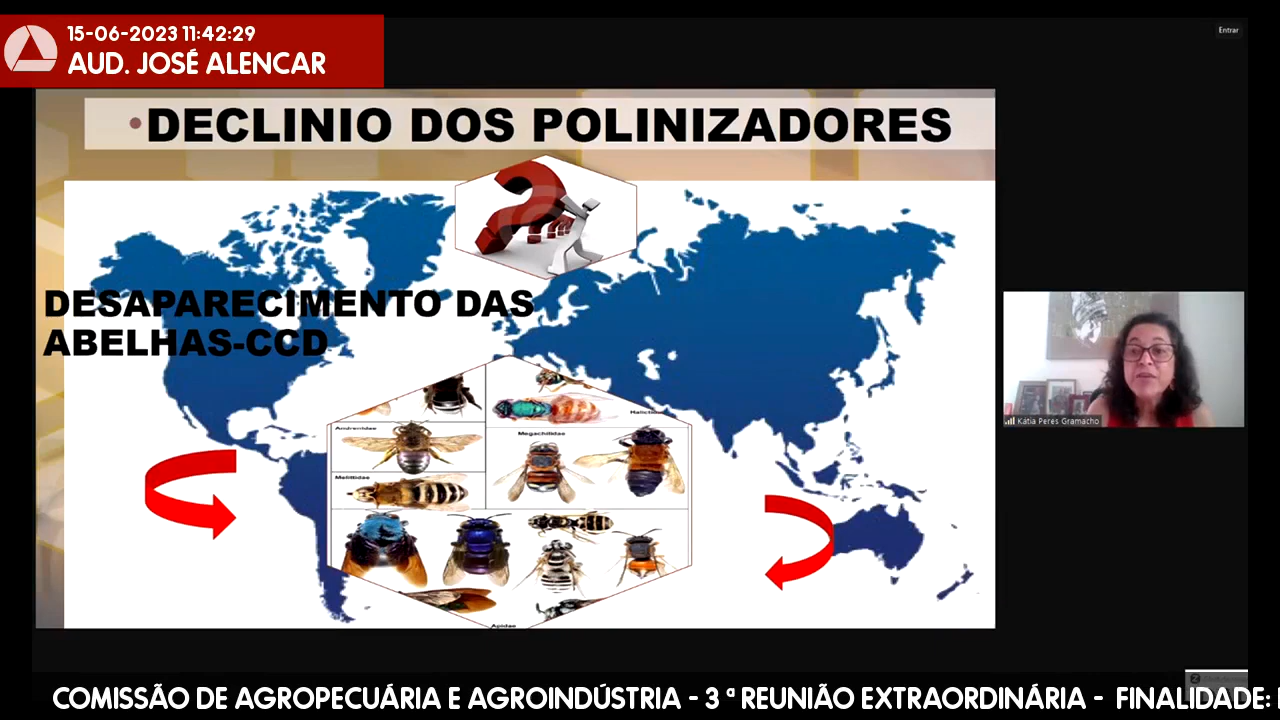 15-06-2023 11:42:29
AUD. JOSÉ ALENCAR
Entrar
•DECLINIO DOS POLINIZADORES
DESAPARECIMENTO DAS
ABELHAS-CCD
Andrenidae
Megachilidae
Melittidae
Apidae
Kátia Peres Gramacho
COMISSÃO DE AGROPECUÁRIA E AGROINDÚSTRIA - 3 ª REUNIÃO EXTRAORDINÁRIA - FINALIDADE: